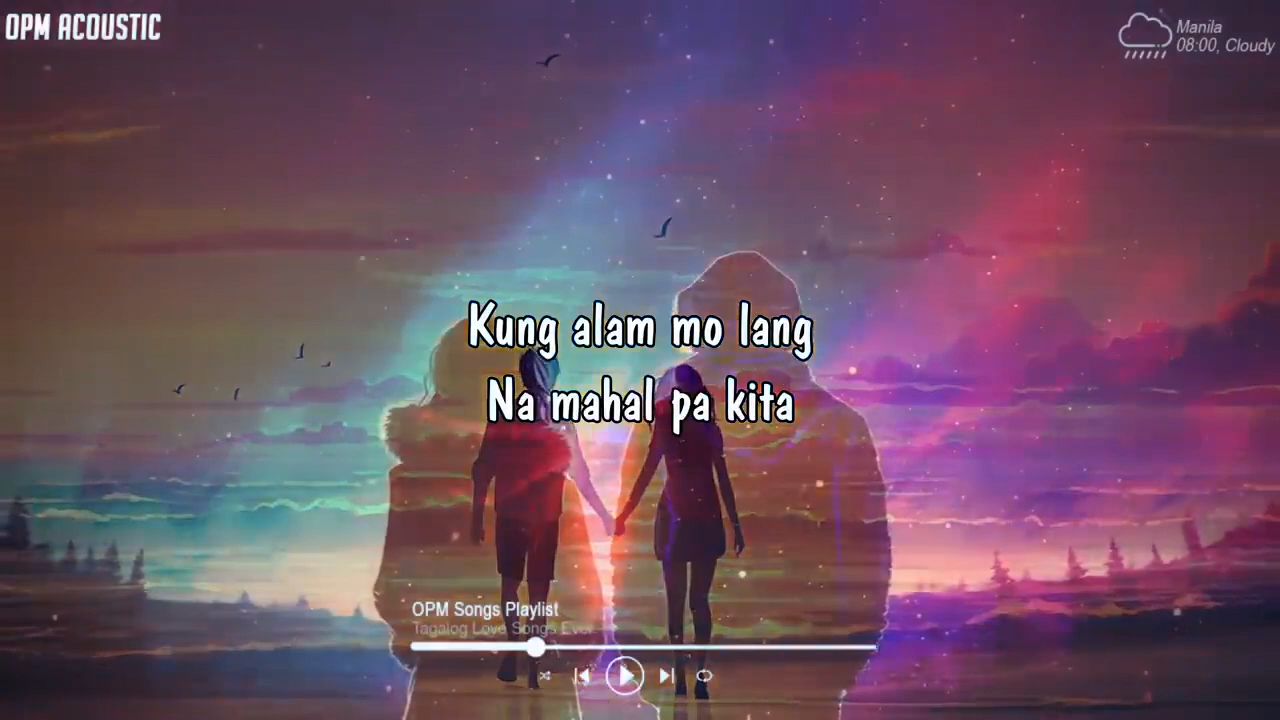 OPM ACOUSTIC
Manila
08:00, Cloudy
Kung alam mo lang
Na mahal pa kita
OPM Songs Playlist
Tagalog Love Songs Ever